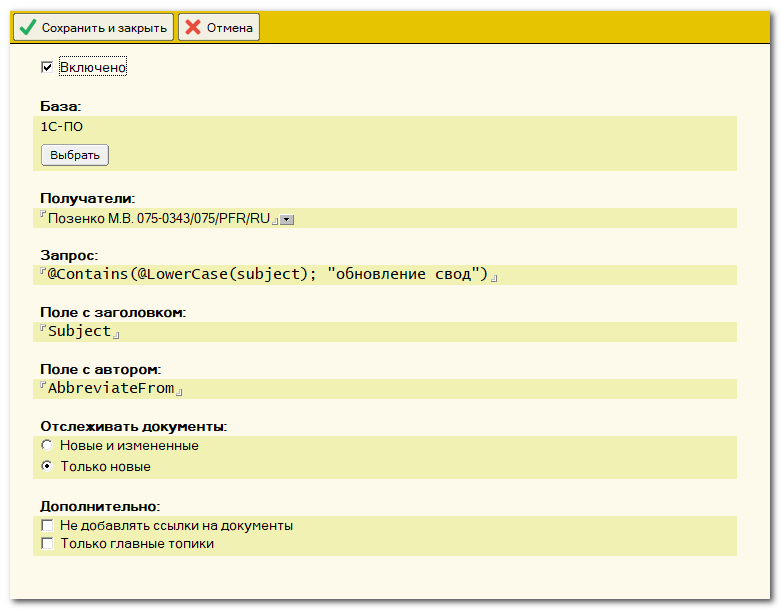 Сохранить и закрыть Отмена
Включено
База:
1С-ПО
Выбрать
Получатели:
Позенко М.В. 075-0343/075/PFR/RU
Запрос:
@Contains(@LowerCase(subject); "обновление свод")
Поле с заголовком:
Subject
Поле с автором:
AbbreviateFrom
Отслеживать документы:
Новые и измененные
Только новые
Дополнительно:
Не добавлять ссылки на документы
Только главные топики